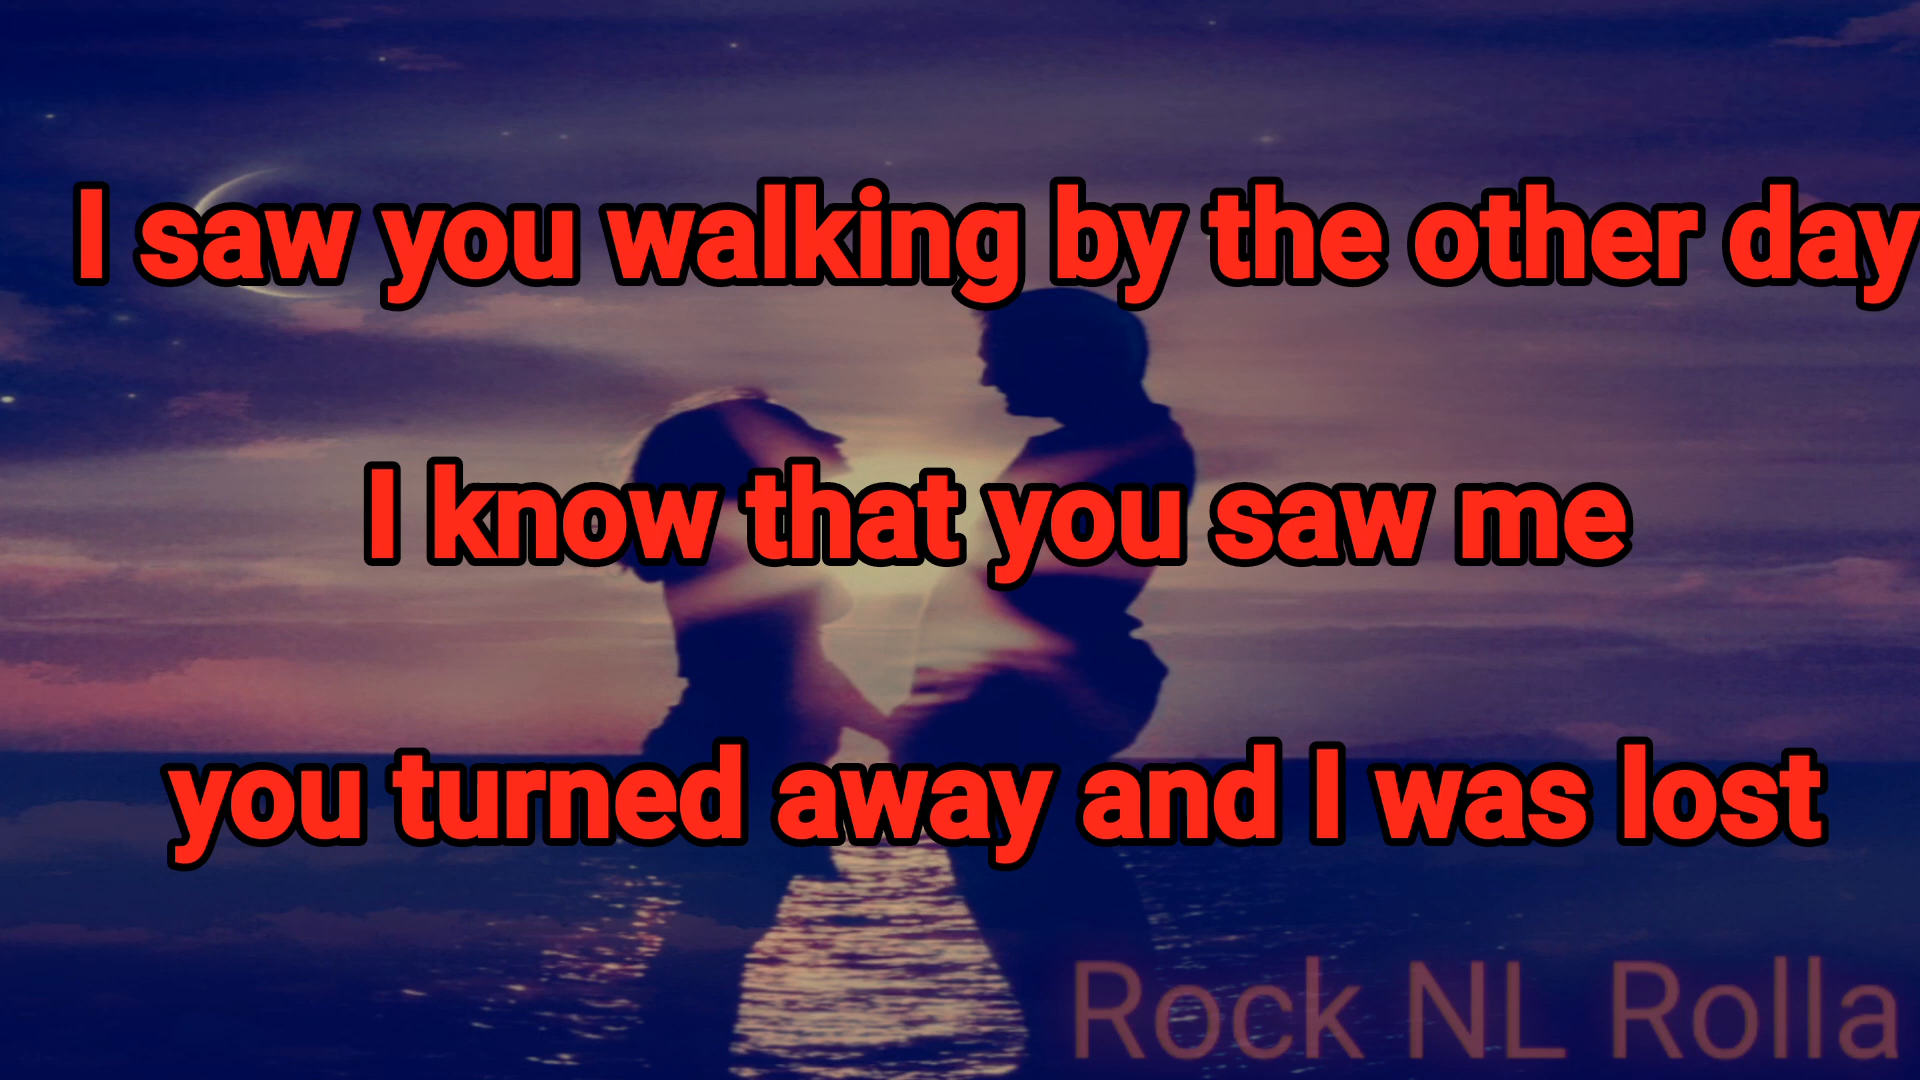 I saw you walking by the other day
I know that you saw me
you turned away and I was lost
Rock NL Rolla